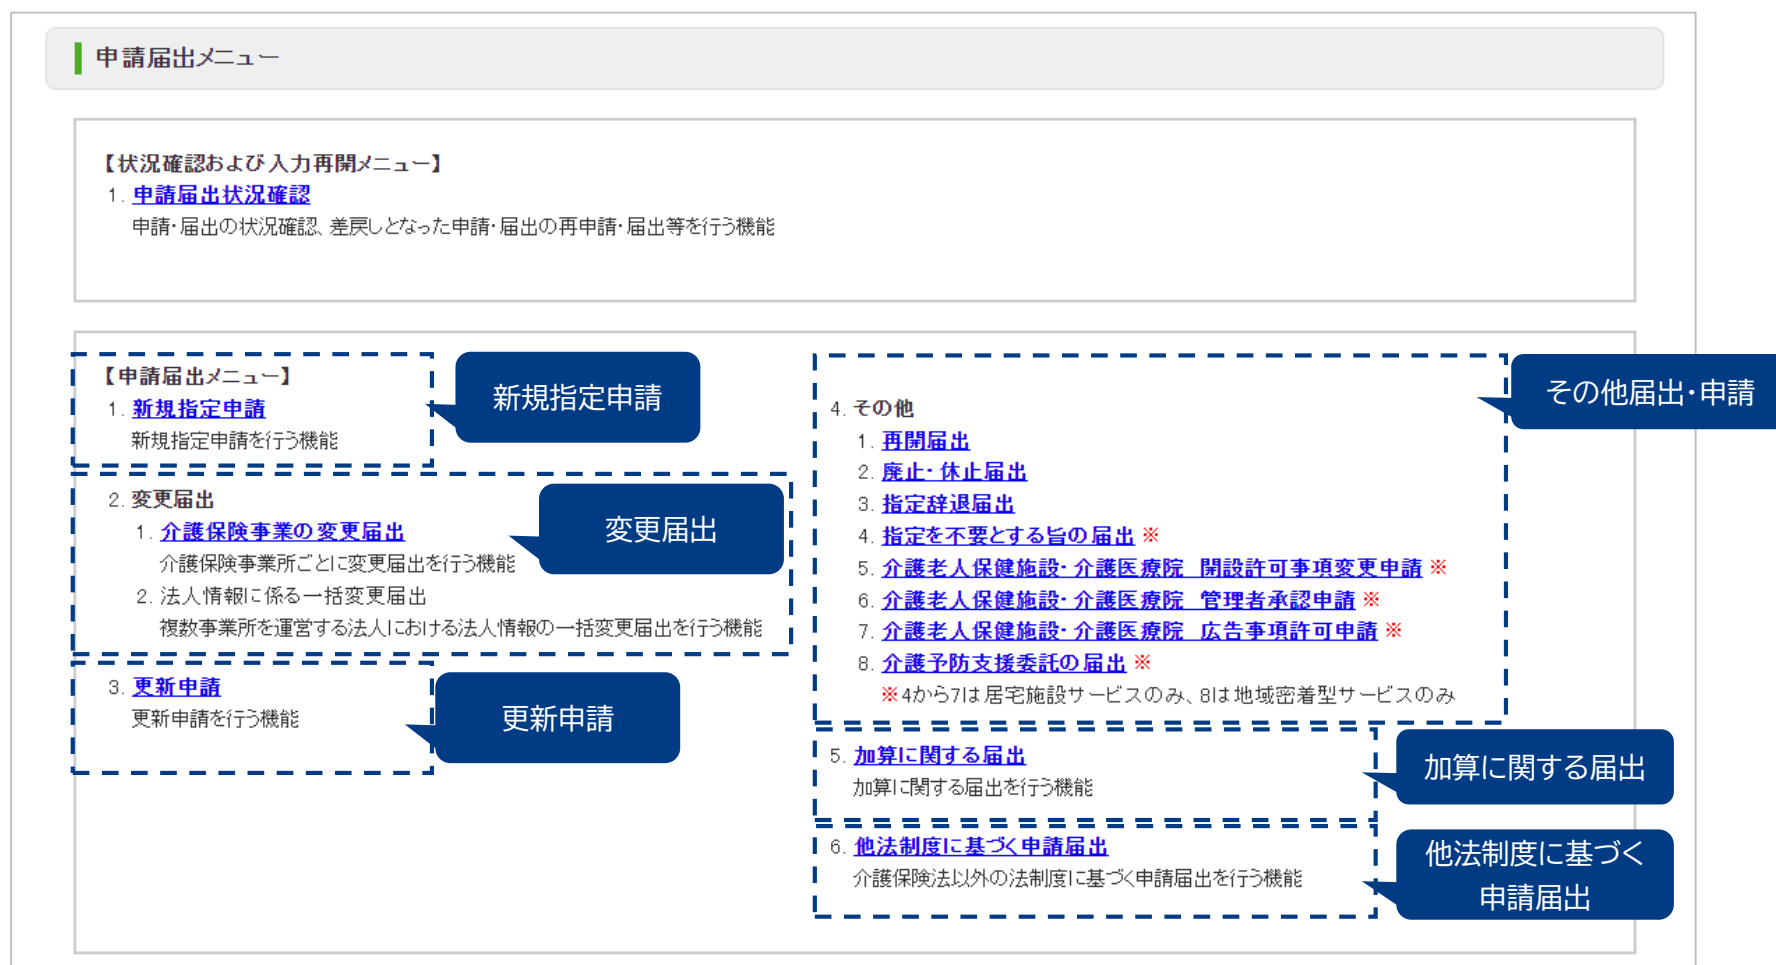 申請届出メニュー
【状況確認および入力再開メニュー】
1. 申請届出状況確認
申請・届出の状況確認、差戻しとなった申請・届出の再申請・届出等を行う機能
【申請届出メニュー】
1. 新規指定申請
新規指定申請を行う機能
新規指定申請
2. 変更届出
1. 介護保険事業の変更届出
介護保険事業所ごとに変更届出を行う機能
2. 法人情報に係る一括変更届出
複数事業所を運営する法人における法人情報の一括変更届出を行う機能
変更届出
3. 更新申請
更新申請を行う機能
更新申請
4. その他
1. 再開届出
2. 廃止・休止届出
3. 指定辞退届出
4. 指定を不要とする旨の届出 ※
5. 介護老人保健施設・介護医療院 開設許可事項変更申請 ※
6. 介護老人保健施設・介護医療院 管理者承認申請 ※
7. 介護老人保健施設・介護医療院 広告事項許可申請 ※
8. 介護予防支援委託の届出 ※
※4から7は居宅施設サービスのみ、8は地域密着型サービスのみ
その他届出・申請
5. 加算に関する届出
加算に関する届出を行う機能
加算に関する届出
6. 他法制度に基づく申請届出
介護保険法以外の法制度に基づく申請届出を行う機能
他法制度に基づく
申請届出